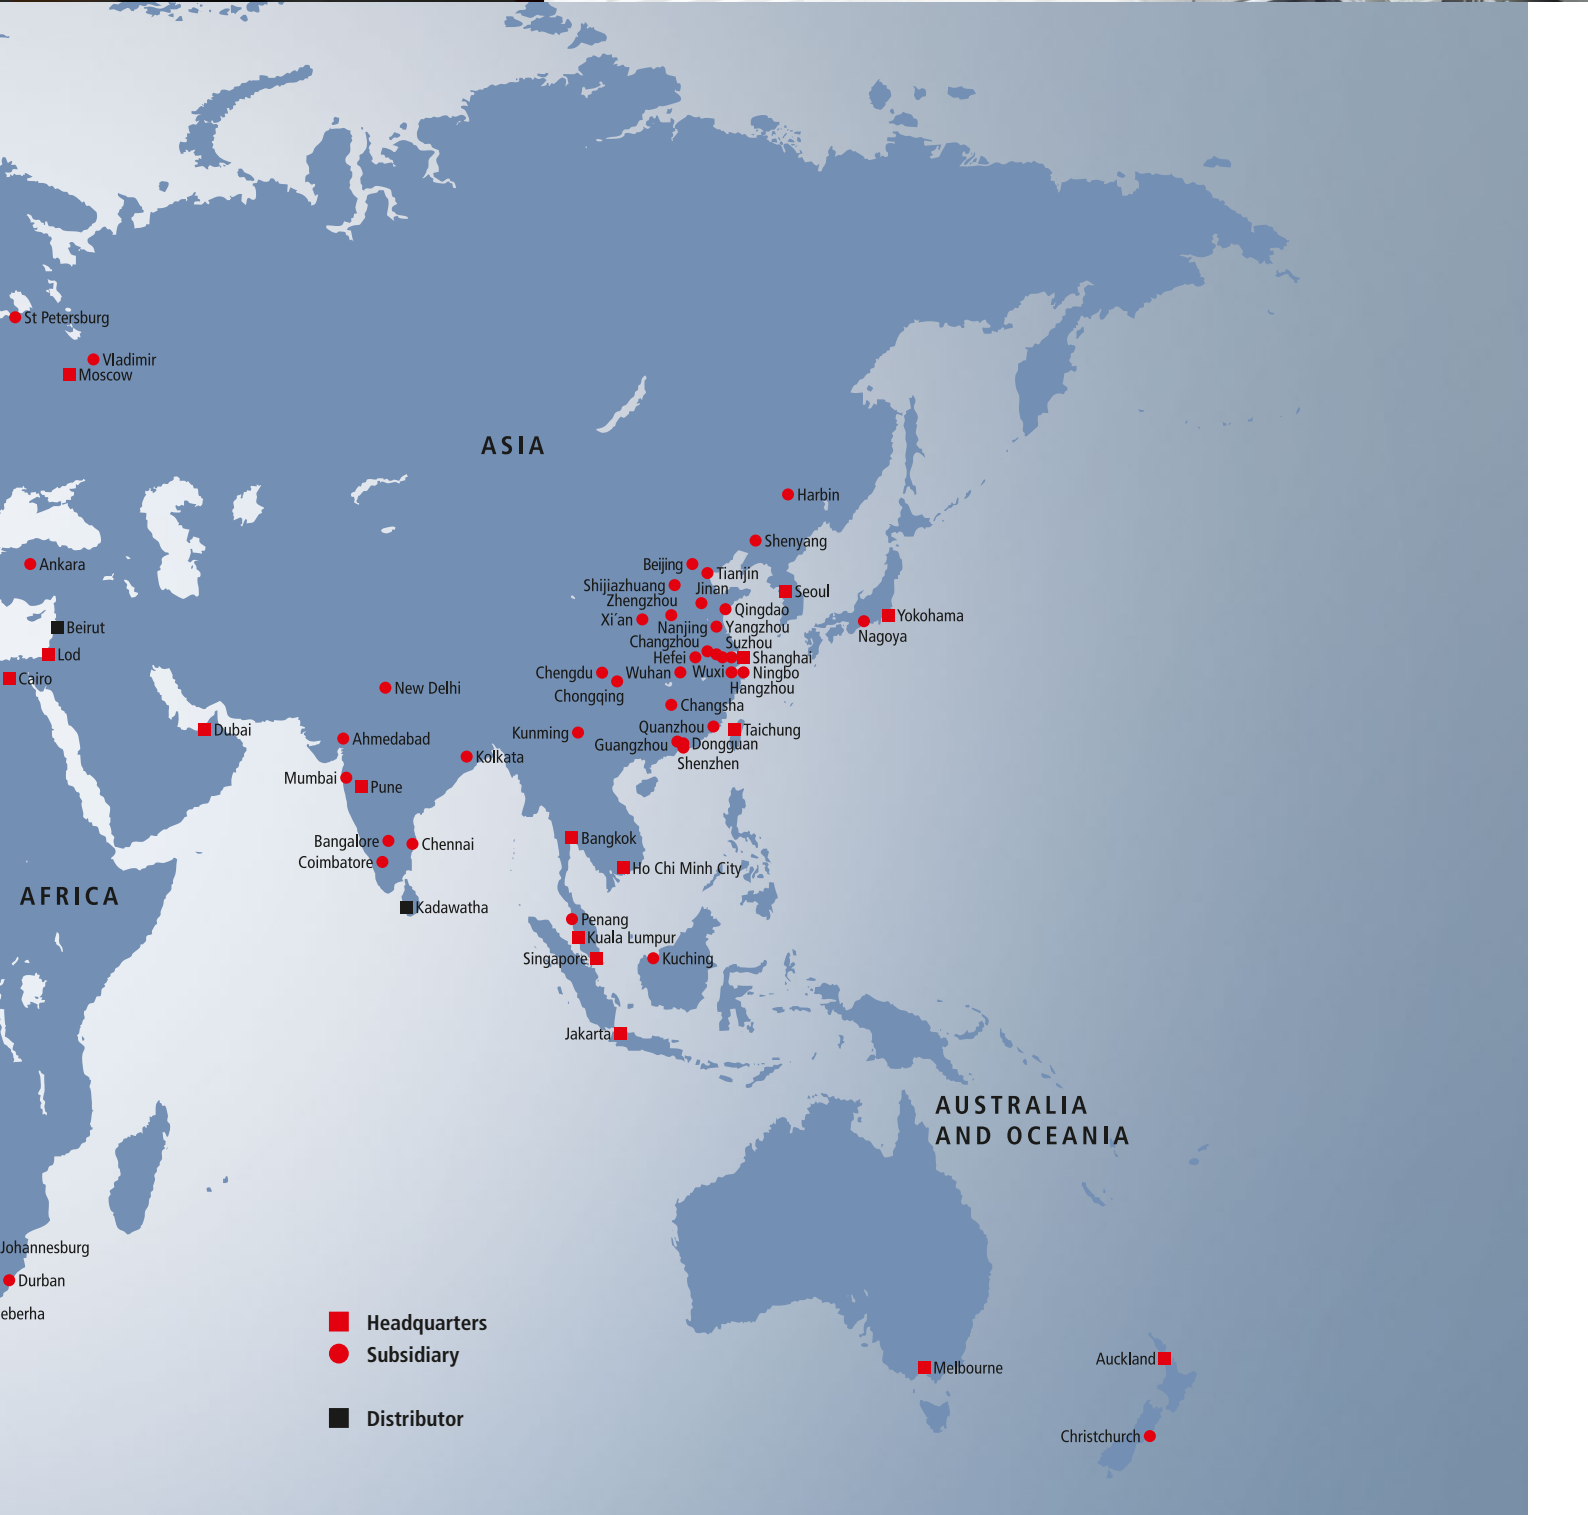 St Petersburg
Vladimir
Moscow
ASIA
Harbin
Shenyang
Ankara
Beijing
Tianjin
Shijiazhuang
Jinan
Seoul
Zhengzhou
Qingdao
Yokohama
Xi´an
Nanjing
Yangzhou
Beirut
Nagoya
Changzhou
Suzhou
Lod
Hefei
Shanghai
Cairo
Chengdu
Wuhan
Wuxi
Ningbo
New Delhi
Hangzhou
Chongqing
Changsha
Dubai
Quanzhou
Taichung
Ahmedabad
Kunming
Guangzhou
Dongguan
Kolkata
Shenzhen
Mumbai
Pune
Bangkok
Bangalore
Chennai
Coimbatore
Ho Chi Minh City
AFRICA
Kadawatha
Penang
Kuala Lumpur
Singapore
Kuching
Jakarta
AUSTRALIA
AND OCEANIA
Johannesburg
Durban
eberha
Headquarters
Subsidiary
Distributor
Auckland
Melbourne
Christchurch